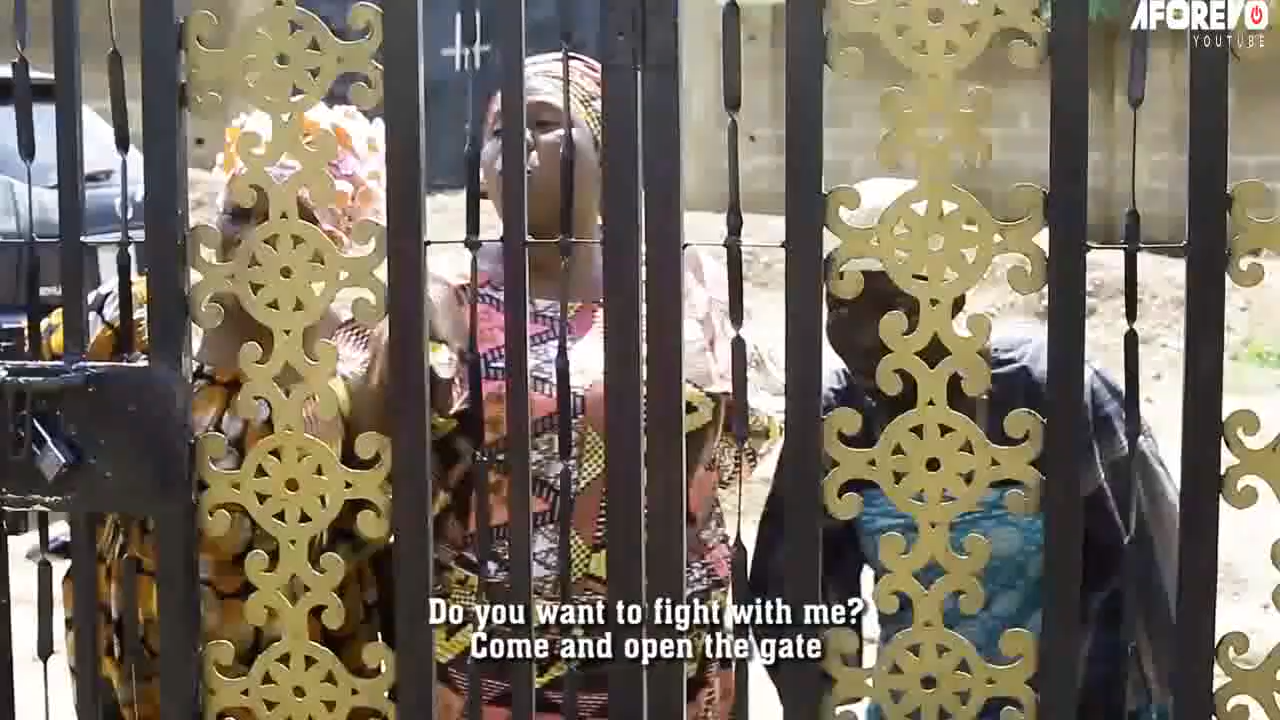 AFOREVO
YOUTUBE
Do you want to fight with me?
Come and open the gate